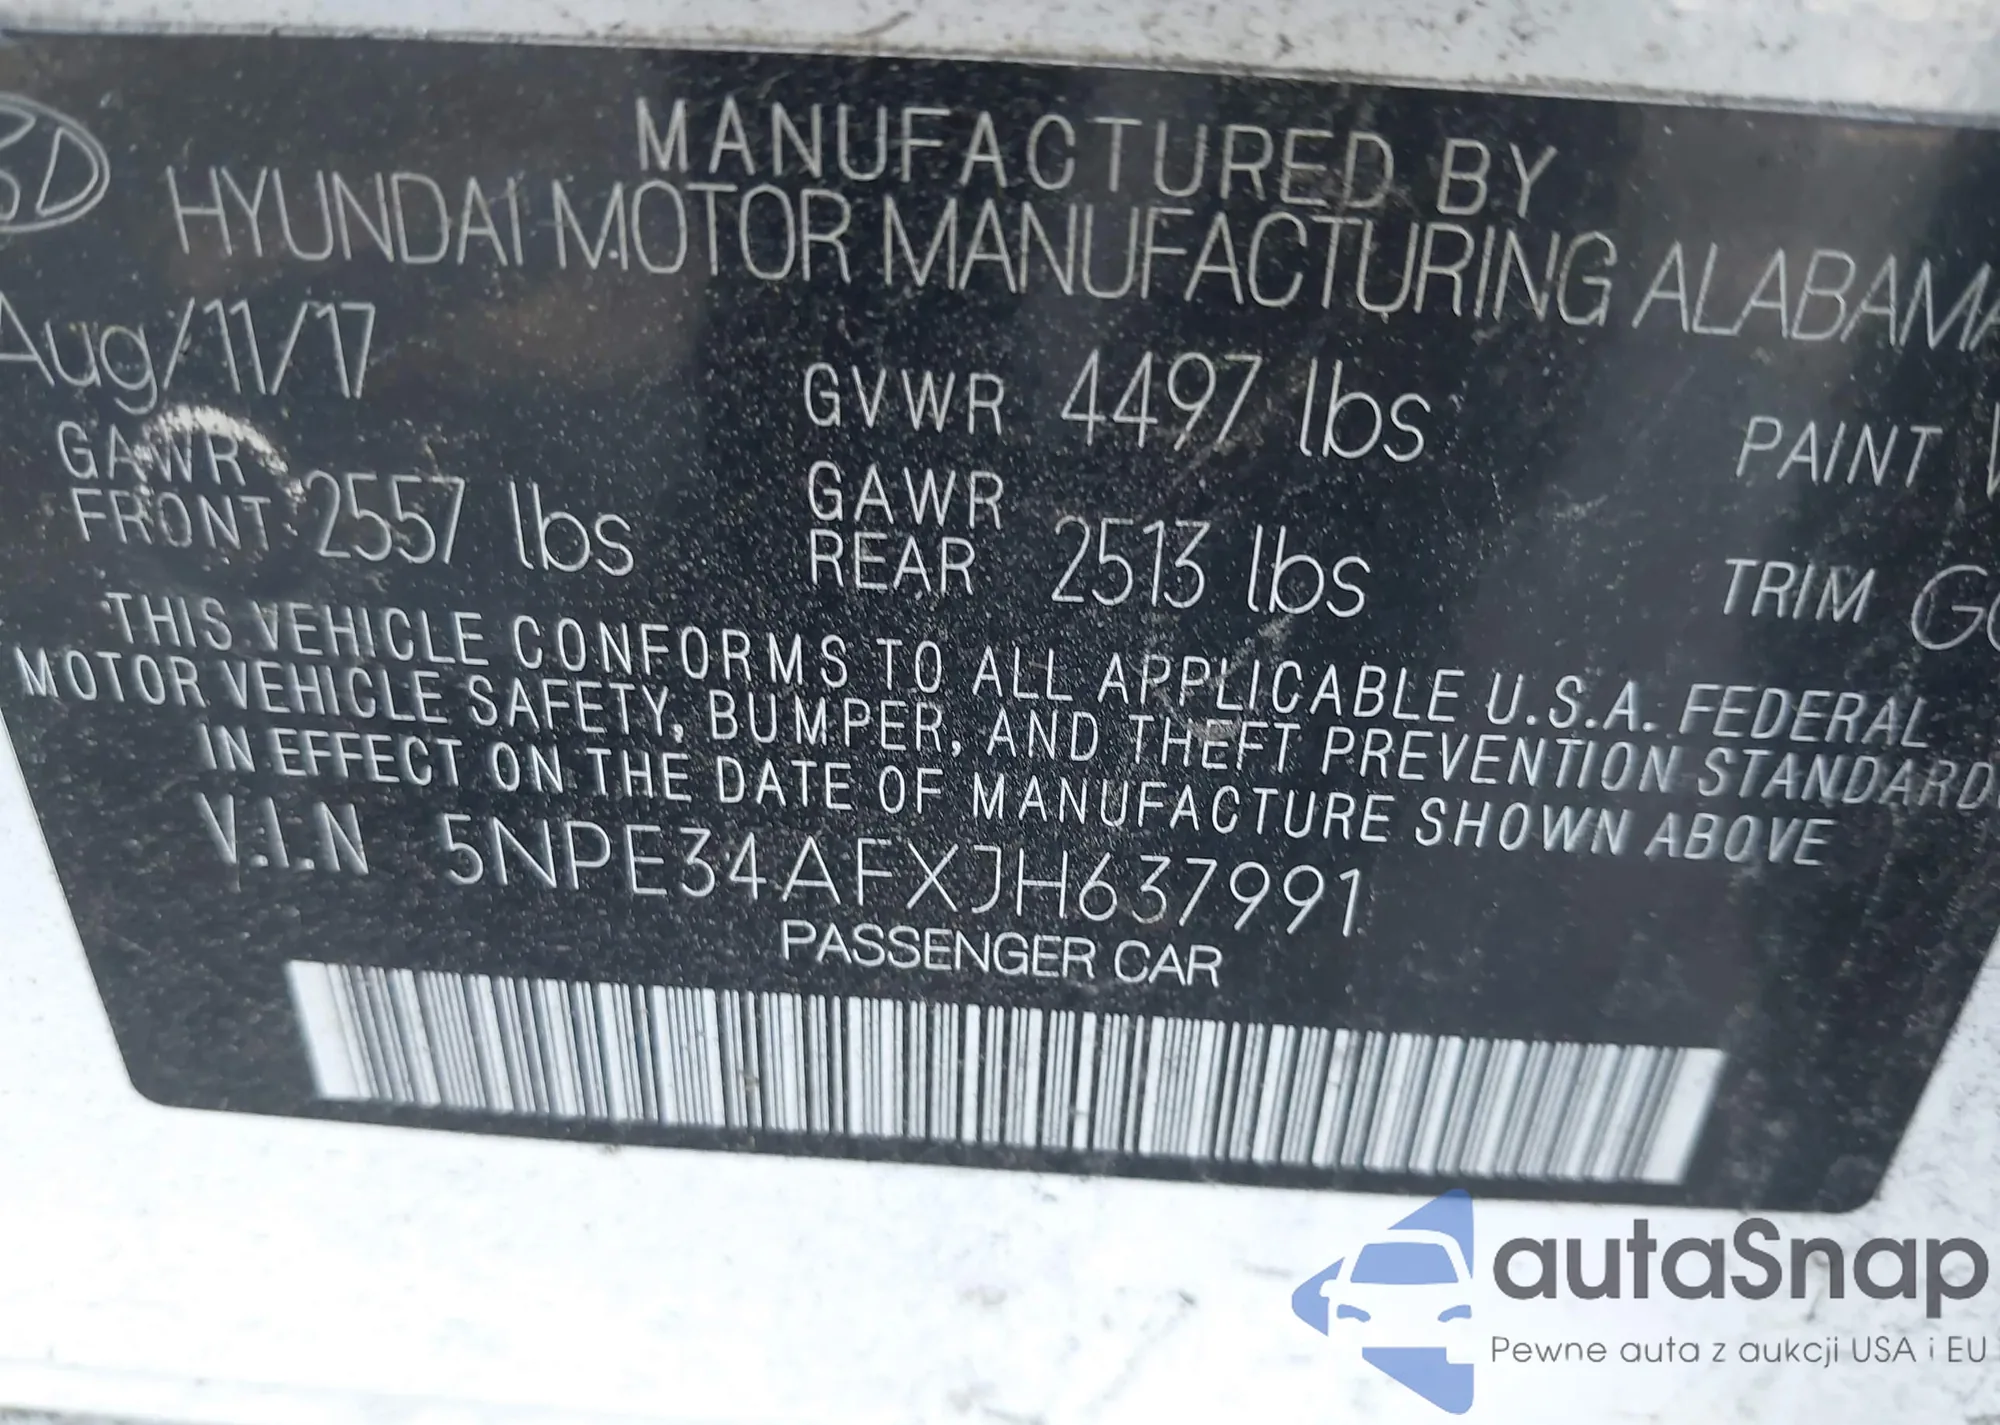 MANUFACTURED BY
HYUNDAI MOTOR MANUFACTURING ALABAMA
Aug/11/17
GVWR 4497 lbs
PAINT
GAWR FRONT 2557 lbs
GAWR REAR 2513 lbs
TRIM
THIS VEHICLE CONFORMS TO ALL APPLICABLE U.S.A. FEDERAL
MOTOR VEHICLE SAFETY, BUMPER, AND THEFT PREVENTION STANDARD
IN EFFECT ON THE DATE OF MANUFACTURE SHOWN ABOVE
V.I.N 5NPE34AFXJH637991
PASSENGER CAR
autaSnap
Pewne auta z aukcji USA i EU